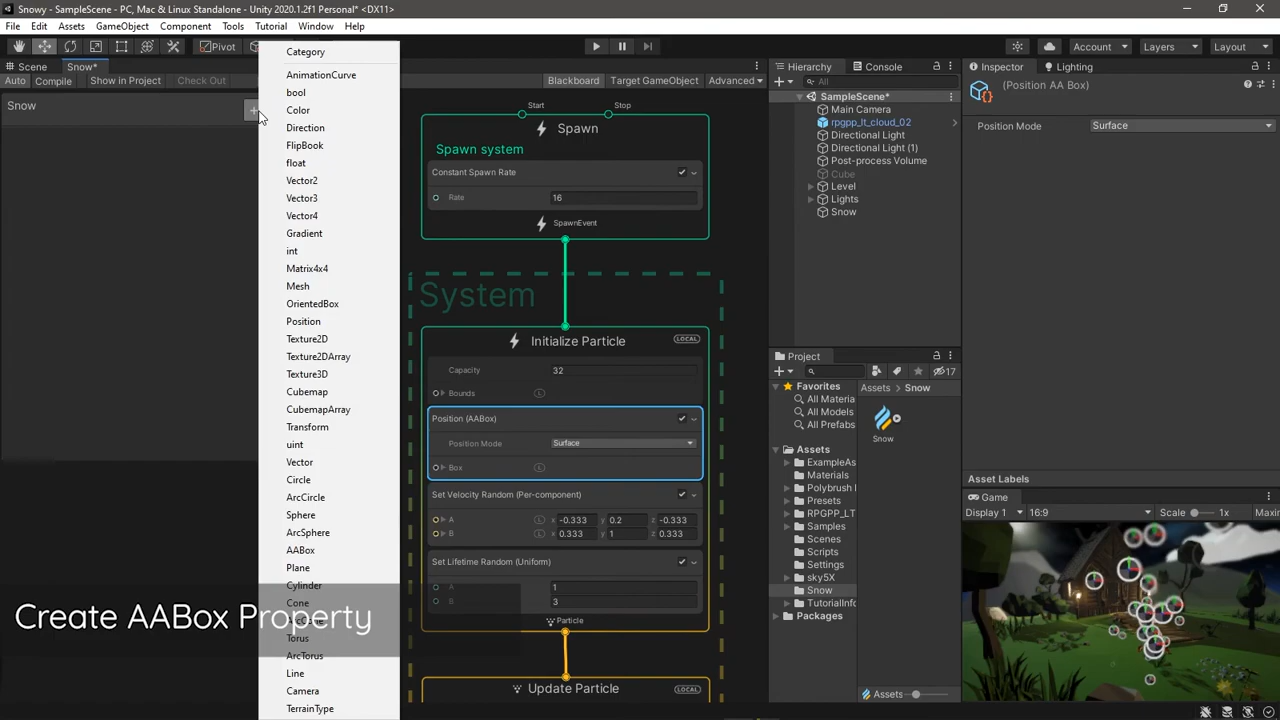 Snowy - SampleScene - PC, Mac & Linux Standalone - Unity 2020.1.2f1 Personal* <DX11>
File Edit Assets GameObject Component Tools Tutorial Window Help
Pivot
Account Layers Layout
Scene Snow*
Auto Compile Show in Project Check Out
Blackboard Target GameObject Advanced
Snow
Category
AnimationCurve
bool
Color
Direction
FlipBook
float
Vector2
Vector3
Vector4
Gradient
int
Matrix4x4
Mesh
OrientedBox
Position
Texture2D
Texture2DArray
Texture3D
Cubemap
CubemapArray
Transform
uint
Vector
Circle
ArcCircle
Sphere
ArcSphere
AABox
Plane
Cylinder
Cone
Torus
ArcTorus
Line
Camera
TerrainType
Create AABox Property
Start Stop
Spawn
Spawn system
Constant Spawn Rate
Rate 16
SpawnEvent
System
Initialize Particle LOCAL
Capacity 32
Bounds L
Position (AABox)
Position Mode Surface
Box L
Set Velocity Random (Per-component)
A L x -0.333 y 0.2 z -0.333
B L x 0.333 y 1 z 0.333
Set Lifetime Random (Uniform)
A 1
B 3
Particle
Update Particle LOCAL
Hierarchy Console
All
SampleScene*
Main Camera
rpgpp_lt_cloud_02
Directional Light
Directional Light (1)
Post-process Volume
Cube
Level
Lights
Snow
Project
17
Favorites
All Materia
All Models
All Prefabs
Assets
ExampleAs
Materials
Polybrush
Presets
RPGPP_LT
Samples
Scenes
Scripts
Settings
sky5X
Snow
TutorialInfo
Packages
Assets > Snow
Snow
Assets
Inspector Lighting
(Position AA Box)
Position Mode Surface
Asset Labels
Game
Display 1 16:9 Scale 1x Maxi